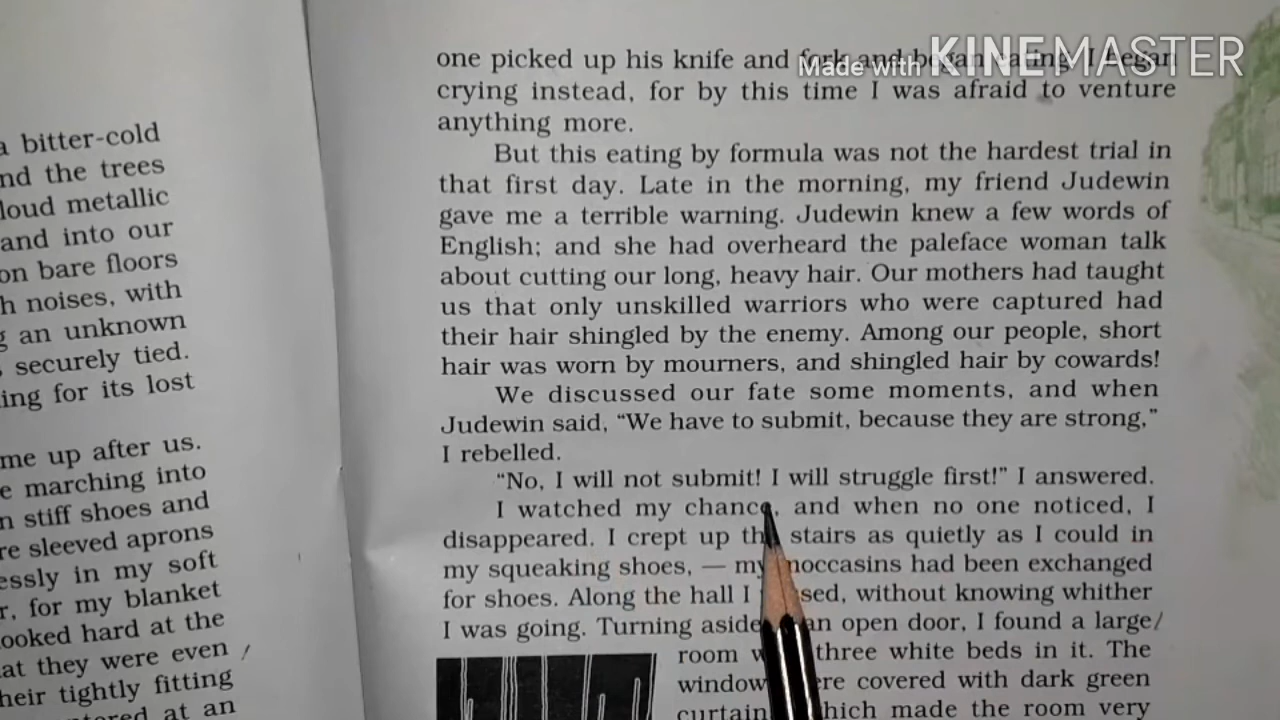 a bitter-cold
nd the trees
loud metallic
and into our
on bare floors
h noises, with
g an unknown
securely tied.
ing for its lost
me up after us.
e marching into
n stiff shoes and
re sleeved aprons
essly in my soft
r, for my blanket
ooked hard at the
at they were even
heir tightly fitting
at an
one picked up his knife and fork and began eating, I began
Made with KINEMASTER
crying instead, for by this time I was afraid to venture
anything more.
But this eating by formula was not the hardest trial in
that first day. Late in the morning, my friend Judewin
gave me a terrible warning. Judewin knew a few words of
English; and she had overheard the paleface woman talk
about cutting our long, heavy hair. Our mothers had taught
us that only unskilled warriors who were captured had
their hair shingled by the enemy. Among our people, short
hair was worn by mourners, and shingled hair by cowards!
We discussed our fate some moments, and when
Judewin said, “We have to submit, because they are strong,”
I rebelled.
“No, I will not submit! I will struggle first!” I answered.
I watched my chance, and when no one noticed, I
disappeared. I crept up the stairs as quietly as I could in
my squeaking shoes, — my moccasins had been exchanged
for shoes. Along the hall I sed, without knowing whither
I was going. Turning aside an open door, I found a large
room three white beds in it. The
window re covered with dark green
curtain hich made the room very